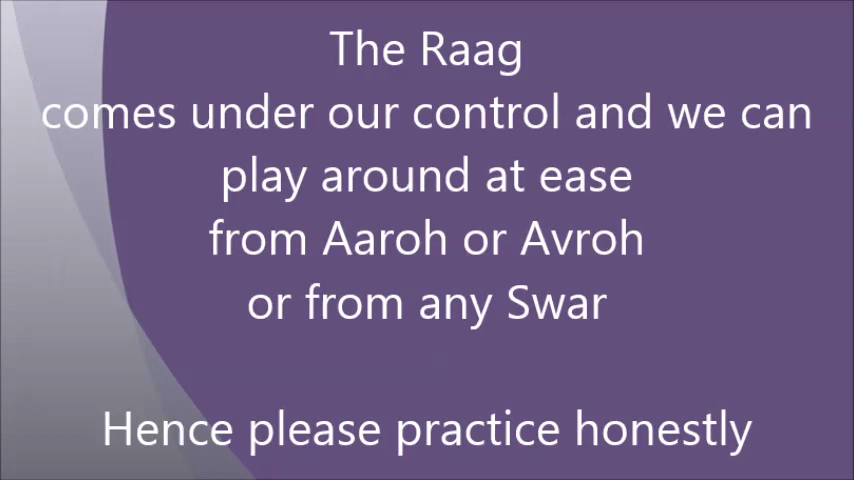 The Raag
comes under our control and we can
play around at ease
from Aaroh or Avroh
or from any Swar
Hence please practice honestly